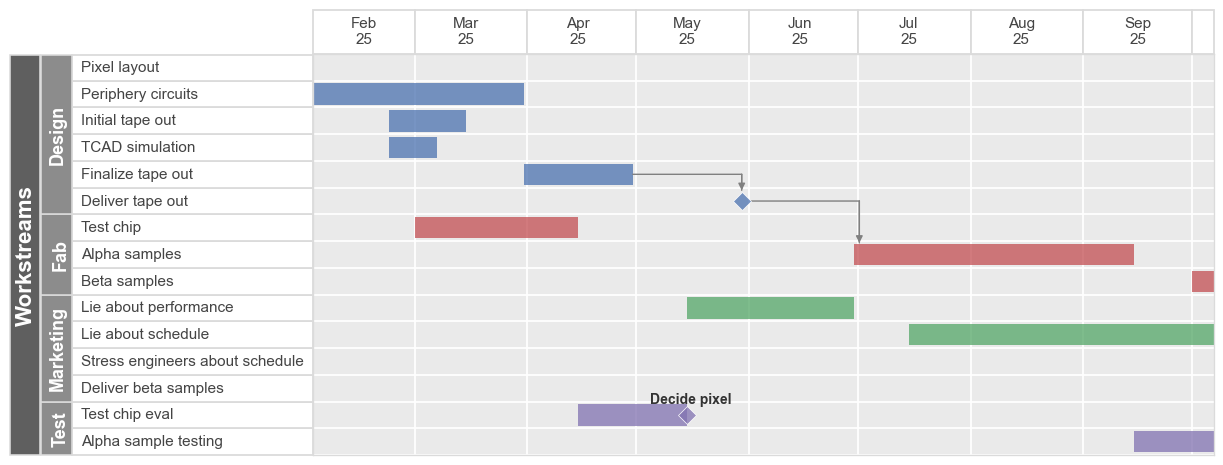 Feb Mar Apr May Jun Jul Aug Sep
25 25 25 25 25 25 25 25
Workstreams
Design
Pixel layout
Periphery circuits
Initial tape out
TCAD simulation
Finalize tape out
Deliver tape out
Fab
Test chip
Alpha samples
Beta samples
Marketing
Lie about performance
Lie about schedule
Stress engineers about schedule
Deliver beta samples
Decide pixel
Test
Test chip eval
Alpha sample testing